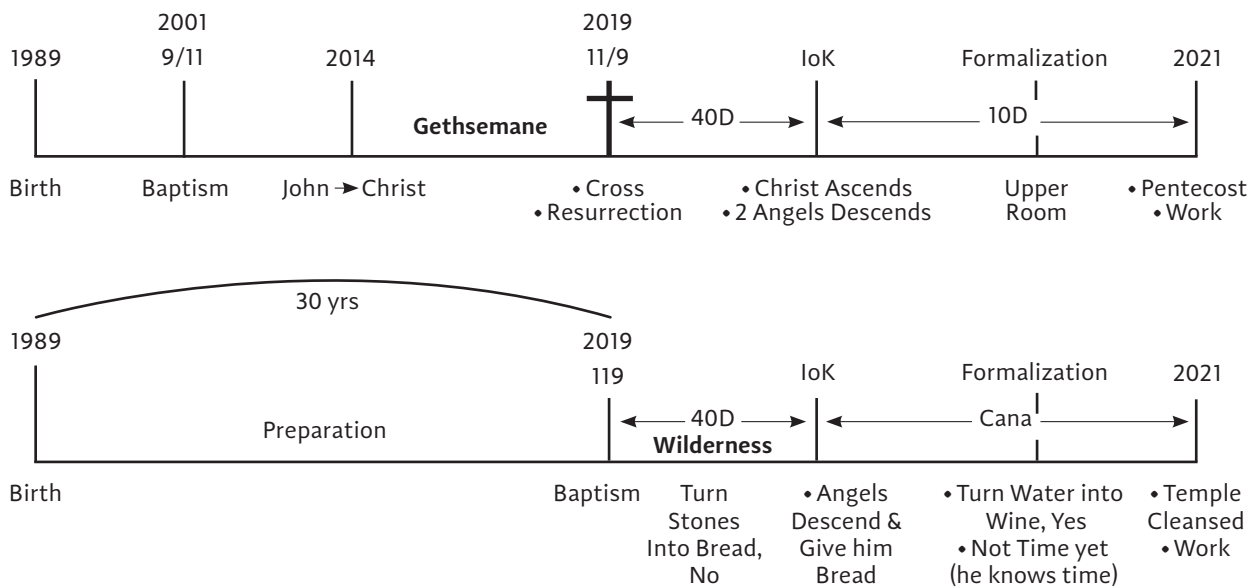 2001
2019
1989
9/11
2014
11/9
IoK
Formalization
2021
Gethsemane
40D
10D
Birth
Baptism
John → Christ
• Cross
• Resurrection
• Christ Ascends
• 2 Angels Descends
Upper
Room
• Pentecost
• Work
30 yrs
1989
2019
119
IoK
Formalization
2021
Preparation
40D
Wilderness
Cana
Birth
Baptism
Turn
Stones
Into Bread,
No
• Angels
Descend &
Give him
Bread
• Turn Water into
Wine, Yes
• Not Time yet
(he knows time)
• Temple
Cleansed
• Work